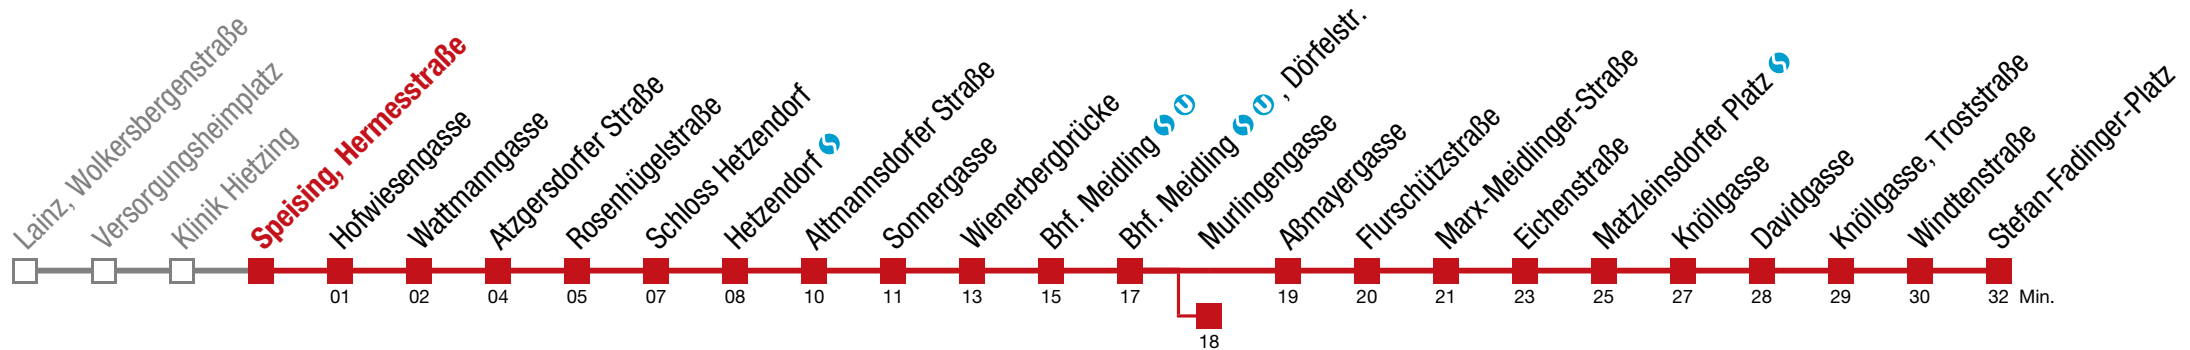 Lainz, Wolkersbergenstraße
Versorgungsheimplatz
Klinik Hietzing
Speising, Hermesstraße
Hofwiesengasse
Wattmanngasse
Atzgersdorfer Straße
Rosenhügelstraße
Schloss Hetzendorf
Hetzendorf S
Altmannsdorfer Straße
Sonnergasse
Wienerbergbrücke
Bhf. Meidling S U
Bhf. Meidling S U , Dörfelstr.
Murlingengasse
Aßmayergasse
Flurschützstraße
Marx-Meidlinger-Straße
Eichenstraße
Matzleinsdorfer Platz S
Knöllgasse
Davidgasse
Knöllgasse, Troststraße
Windtenstraße
Stefan-Fadinger-Platz
01 02 04 05 07 08 10 11 13 15 17 19 20 21 23 25 27 28 29 30 32 Min.
18